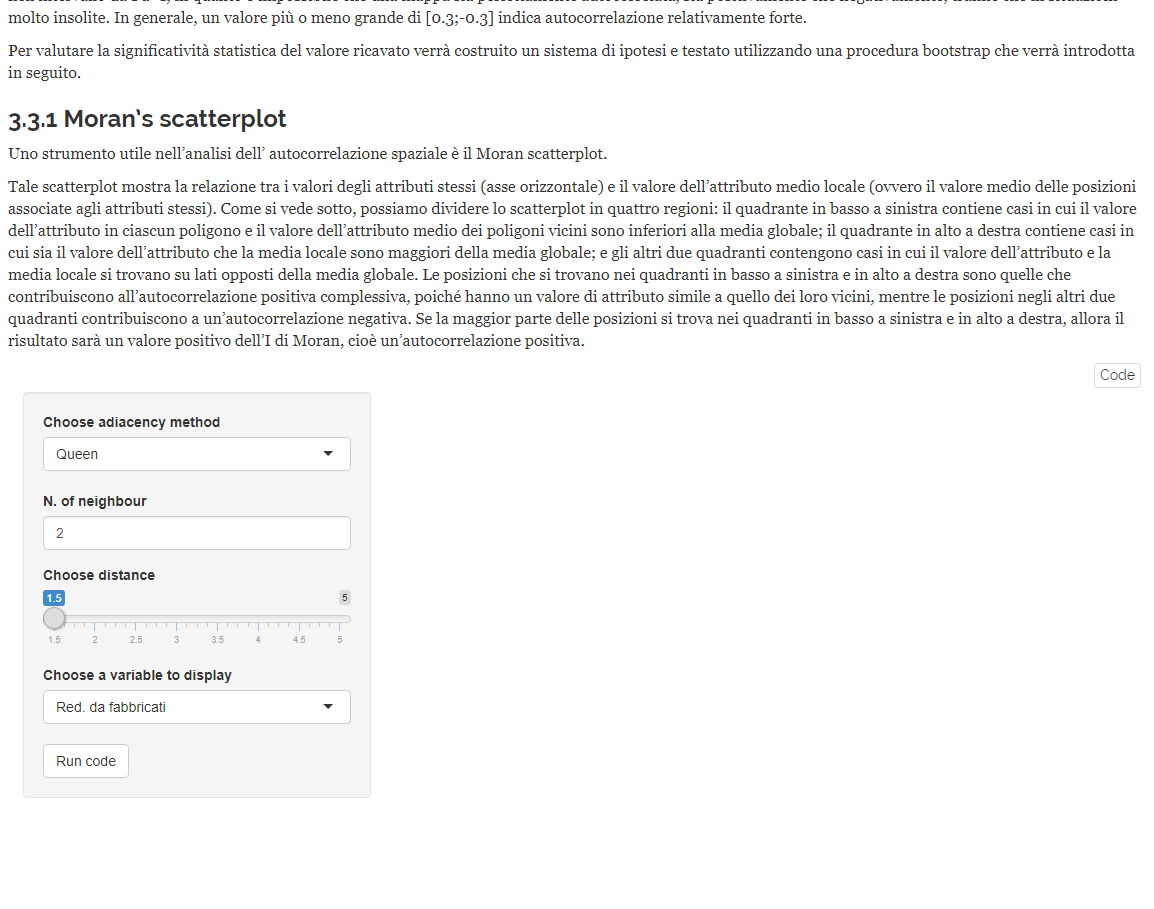 molto insolite. In generale, un valore più o meno grande di [0.3;-0.3] indica autocorrelazione relativamente forte.
Per valutare la significatività statistica del valore ricavato verrà costruito un sistema di ipotesi e testato utilizzando una procedura bootstrap che verrà introdotta
in seguito.
3.3.1 Moran's scatterplot
Uno strumento utile nell'analisi dell' autocorrelazione spaziale è il Moran scatterplot.
Tale scatterplot mostra la relazione tra i valori degli attributi stessi (asse orizzontale) e il valore dell'attributo medio locale (ovvero il valore medio delle posizioni
associate agli attributi stessi). Come si vede sotto, possiamo dividere lo scatterplot in quattro regioni: il quadrante in basso a sinistra contiene casi in cui il valore
dell'attributo in ciascun poligono e il valore dell'attributo medio dei poligoni vicini sono inferiori alla media globale; il quadrante in alto a destra contiene casi in
cui sia il valore dell'attributo che la media locale sono maggiori della media globale; e gli altri due quadranti contengono casi in cui il valore dell'attributo e la
media locale si trovano su lati opposti della media globale. Le posizioni che si trovano nei quadranti in basso a sinistra e in alto a destra sono quelle che
contribuiscono all'autocorrelazione positiva complessiva, poiché hanno un valore di attributo simile a quello dei loro vicini, mentre le posizioni negli altri due
quadranti contribuiscono a un'autocorrelazione negativa. Se la maggior parte delle posizioni si trova nei quadranti in basso a sinistra e in alto a destra, allora il
risultato sarà un valore positivo dell'I di Moran, cioè un'autocorrelazione positiva.
Code
Choose adiacency method
Queen
N. of neighbour
2
Choose distance
1.5 5
1.5 2 2.5 3 3.5 4 4.5 5
Choose a variable to display
Red. da fabbricati
Run code